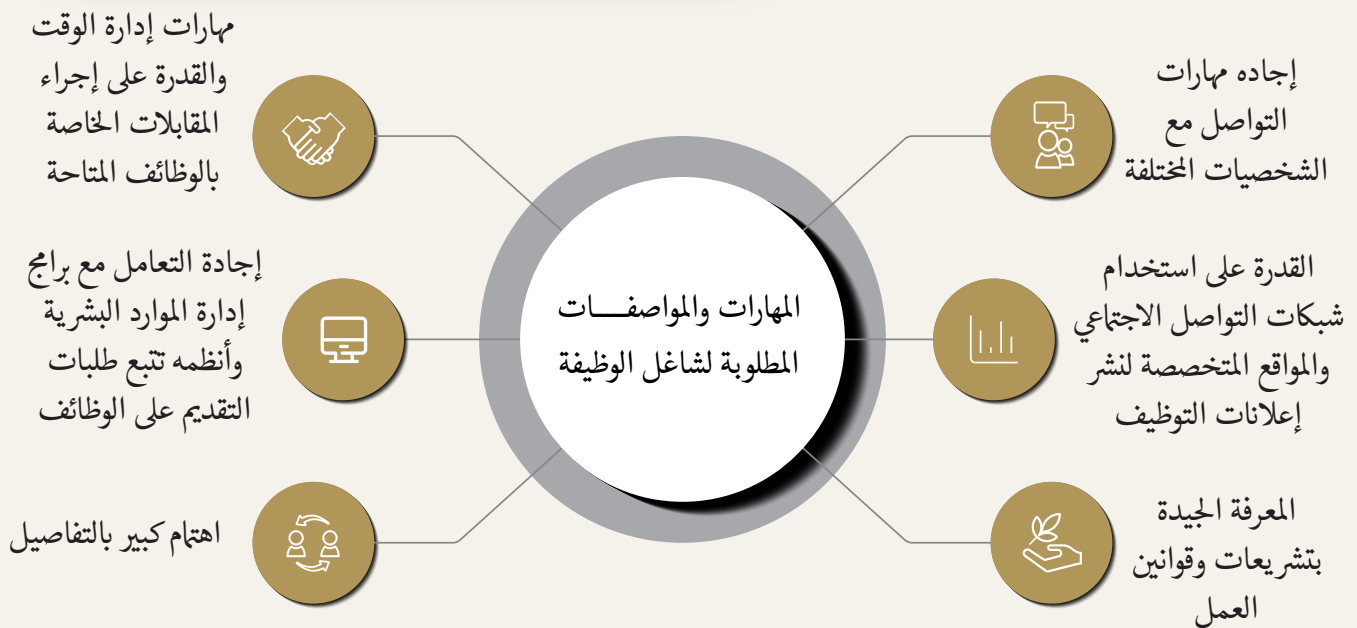 المهارات والمواصفـــات
المطلوبة لشاغل الوظيفة
إجاده مهارات
التواصل مع
الشخصيات المختلفة
القدرة على استخدام
شبكات التواصل الاجتماعي
والمواقع المتخصصة لنشر
إعلانات التوظيف
المعرفة الجيدة
بتشريعات وقوانين
العمل
مهارات إدارة الوقت
والقدرة على إجراء
المقابلات الخاصة
بالوظائف المتاحة
إجادة التعامل مع برامج
إدارة الموارد البشرية
وأنظمه تتبع طلبات
التقديم على الوظائف
اهتمام كبير بالتفاصيل